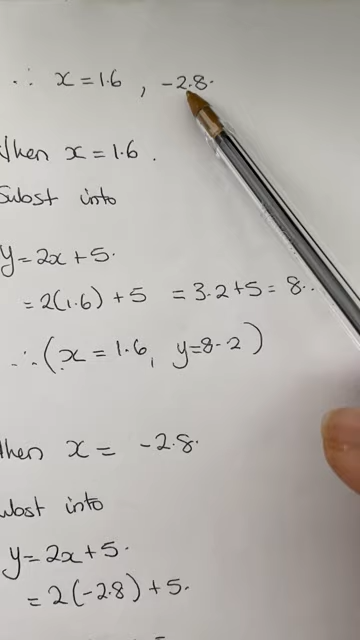 ∴ x = 1.6 , -2.8.
When x = 1.6 .
Subst into
y = 2x + 5.
= 2(1.6) + 5 = 3.2 + 5 = 8.
∴ (x = 1.6, y = 8.2)
When x = -2.8.
Subst into
y = 2x + 5.
= 2(-2.8) + 5.